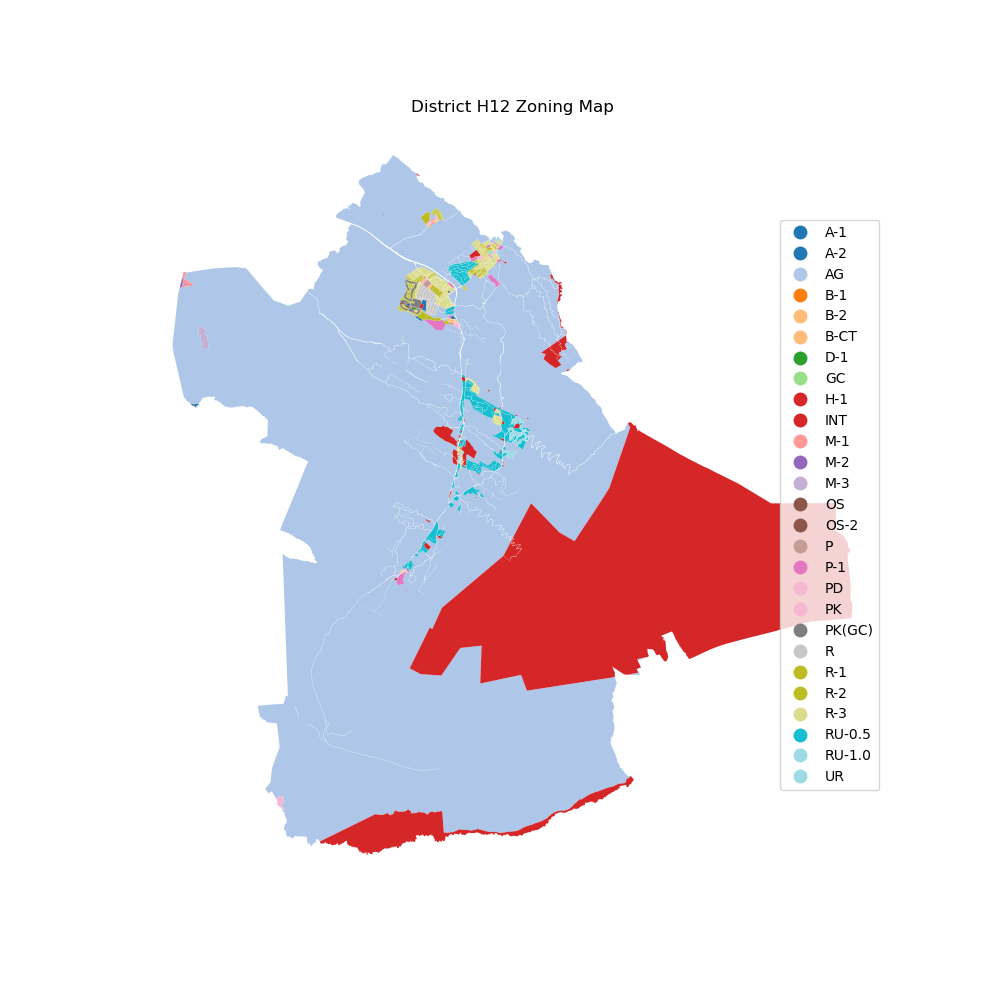 District H12 Zoning Map
A-1
A-2
AG
B-1
B-2
B-CT
D-1
GC
H-1
INT
M-1
M-2
M-3
OS
OS-2
P
P-1
PD
PK
PK(GC)
R
R-1
R-2
R-3
RU-0.5
RU-1.0
UR